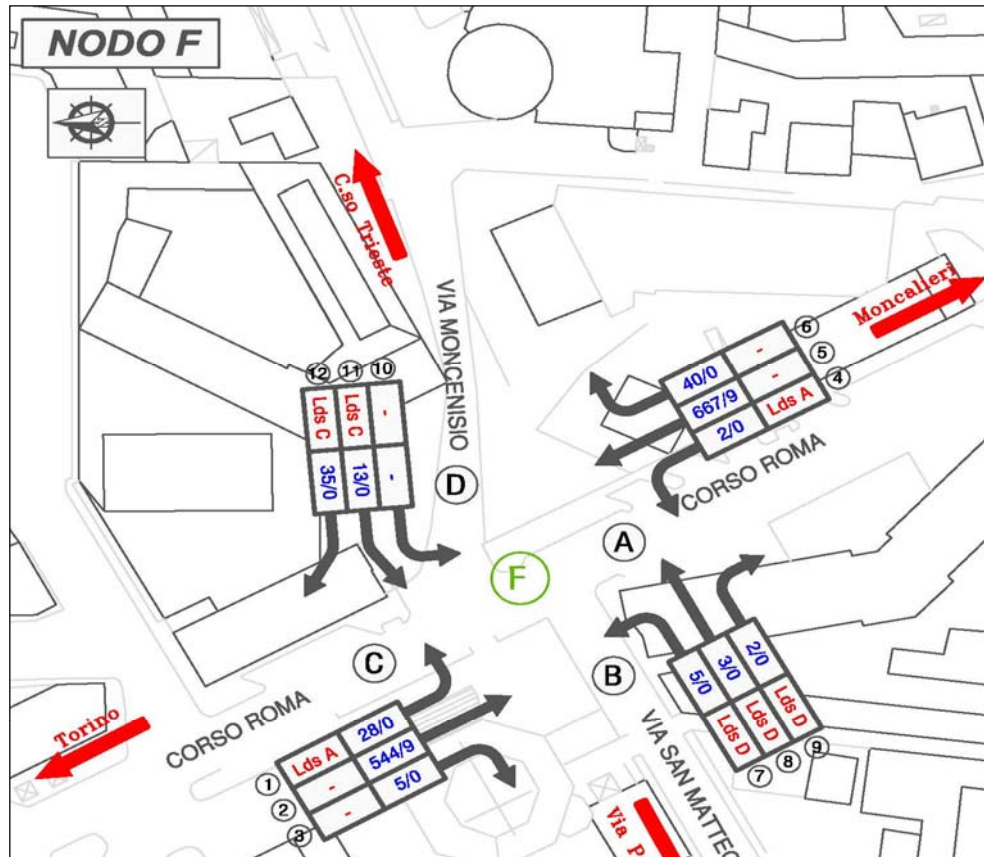 NODO F
C.so Trieste
VIA MONCENISIO
Moncalieri
6
5
4
40/0 -
667/9 -
2/0 Lds A
CORSO ROMA
12 11 10
Lds C Lds C -
35/0 13/0 -
D
A
F
C
B
5/0 3/0 2/0
Lds D Lds D Lds D
7 8 9
VIA SAN MATTEO
Via P
Torino
CORSO ROMA
1
2
3
Lds A 28/0
- 544/9
- 5/0